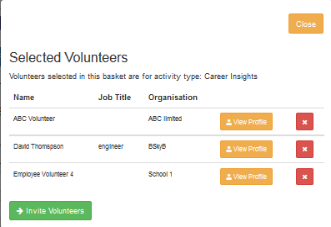 Close
Selected Volunteers
Volunteers selected in this basket are for activity type: Career Insights
Name Job Title Organisation
ABC Volunteer ABC limited View Profile
David Thomspson engineer BSkyB View Profile
Employee Volunteer 4 School 1 View Profile
Invite Volunteers